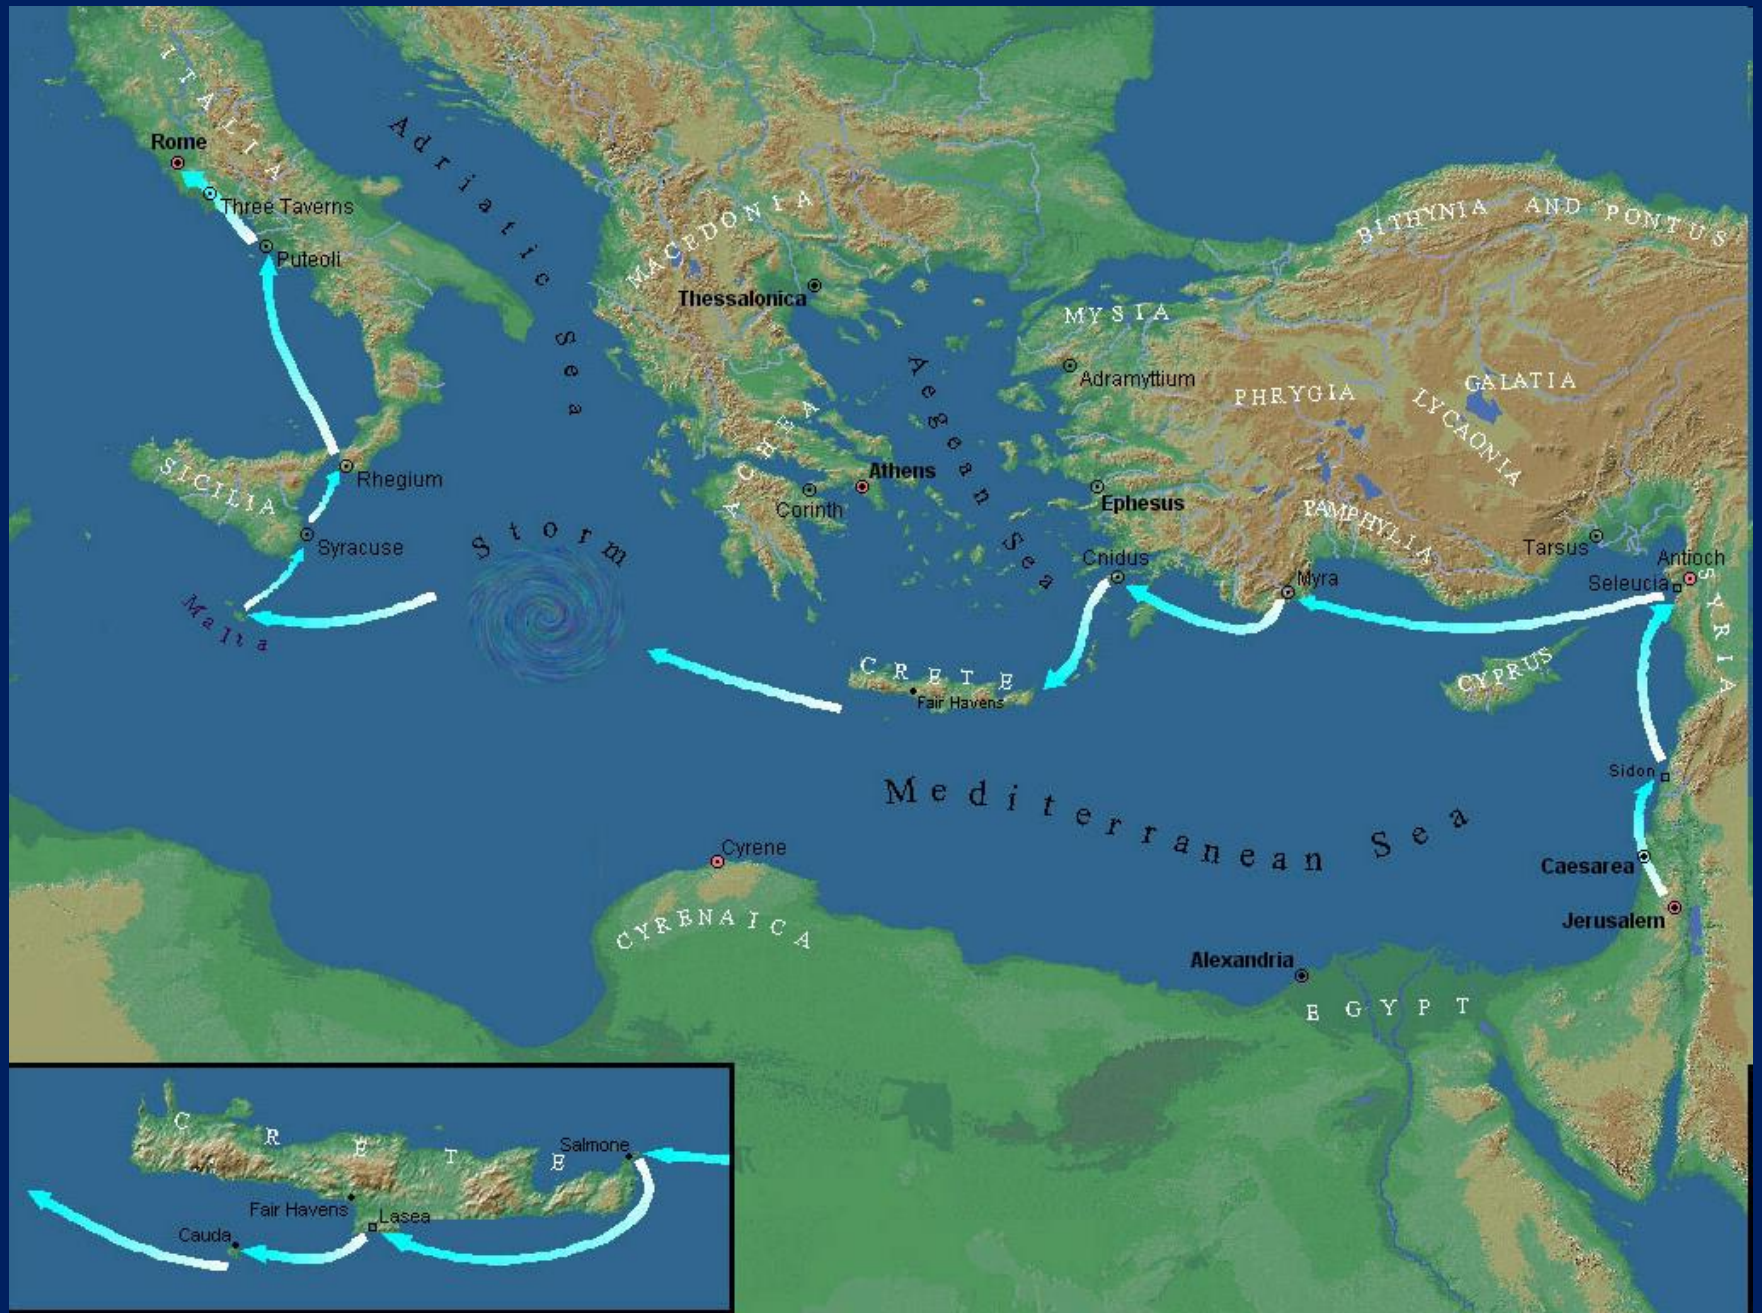 ITALIA
Rome
Three Taverns
Puteoli
Adriatic Sea
MACEDONIA
Thessalonica
BITHYNIA AND PONTUS
MYSIA
Adramyttium
PHRYGIA
GALATIA
LYCAONIA
Aegean Sea
ACHEA
Athens
Corinth
Ephesus
PAMPHYLIA
SICILIA
Rhegium
Syracuse
Storm
Malta
Cnidus
Myra
Tarsus
Antioch
Seleucia
SYRIA
CRETE
Fair Havens
CYPRUS
Sidon
Mediterranean Sea
Cyrene
CYRENAICA
Caesarea
Jerusalem
Alexandria
EGYPT
CRETE
Salmone
Fair Havens
Lasea
Cauda